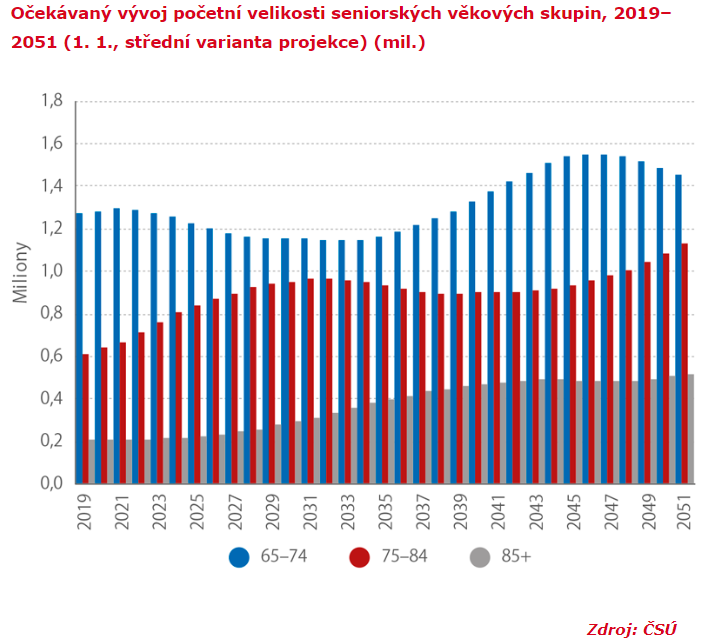 Očekávaný vývoj početní velikosti seniorských věkových skupin, 2019–
2051 (1. 1., střední varianta projekce) (mil.)
1,8
1,6
1,4
1,2
1,0
0,8
0,6
0,4
0,2
0,0
Miliony
2019 2021 2023 2025 2027 2029 2031 2033 2035 2037 2039 2041 2043 2045 2047 2049 2051
65–74 75–84 85+
Zdroj: ČSÚ